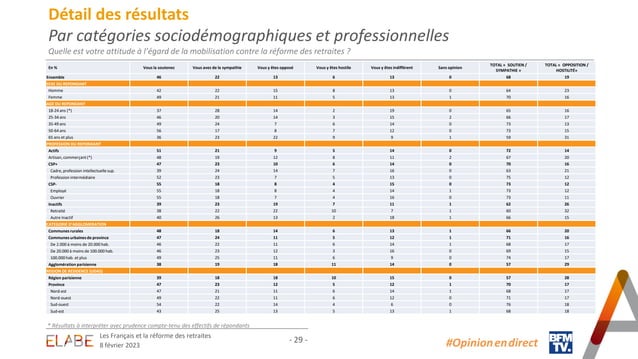 Détail des résultats
Par catégories sociodémographiques et professionnelles
Quelle est votre attitude à l'égard de la mobilisation contre la réforme des retraites ?
En % Vous la soutenez Vous avez de la sympathie Vous y êtes opposé Vous y êtes hostile Vous y êtes indifférent Sans opinion TOTAL « SOUTIEN / SYMPATHIE » TOTAL « OPPOSITION / HOSTILITÉ»
Ensemble 46 22 13 6 13 0 68 19
SEXE DU REPONDANT
Homme 42 22 15 8 13 0 64 23
Femme 49 21 11 5 13 1 70 16
AGE DU REPONDANT
18-24 ans (*) 37 28 14 2 19 0 65 16
25-34 ans 46 20 14 3 15 2 66 17
35-49 ans 49 24 7 6 14 0 73 13
50-64 ans 56 17 8 7 12 0 73 15
65 ans et plus 36 23 22 9 9 1 59 31
PROFESSION DU REPONDANT
Actifs 51 21 9 5 14 0 72 14
Artisan, commerçant (*) 48 19 12 8 11 2 67 20
CSP+ 47 23 10 6 14 0 70 16
Cadre, profession intellectuelle sup. 39 24 14 7 16 0 63 21
Profession intermédiaire 52 23 7 5 13 0 75 12
CSP- 55 18 8 4 15 0 73 12
Employé 55 18 8 4 14 1 73 12
Ouvrier 55 18 7 4 16 0 73 11
Inactifs 39 23 19 7 11 1 62 26
Retraité 38 22 22 10 7 1 60 32
Autre inactif 40 26 13 2 18 1 66 15
CATEGORIE D'AGGLOMERATION
Communes rurales 48 18 14 6 13 1 66 20
Communes urbaines de province 47 24 11 5 12 1 71 16
De 2.000 à moins de 20.000 hab. 46 22 11 6 14 1 68 17
De 20.000 à moins de 100.000 hab. 46 23 12 3 16 0 69 15
100.000 hab. et plus 49 25 11 6 9 0 74 17
Agglomération parisienne 38 19 18 11 14 0 57 29
REGION DE RESIDENCE (UDA5)
Région parisienne 39 18 18 10 15 0 57 28
Province 47 23 12 5 12 1 70 17
Nord est 47 21 11 6 14 1 68 17
Nord ouest 49 22 11 6 12 0 71 17
Sud-ouest 54 22 14 4 6 0 76 18
Sud-est 43 25 13 5 13 1 68 18
* Résultats à interpréter avec prudence compte-tenu des effectifs de répondants
ELABE
Les Français et la réforme des retraites
8 février 2023
- 29 -
#Opinionendirect
BFM
TV.